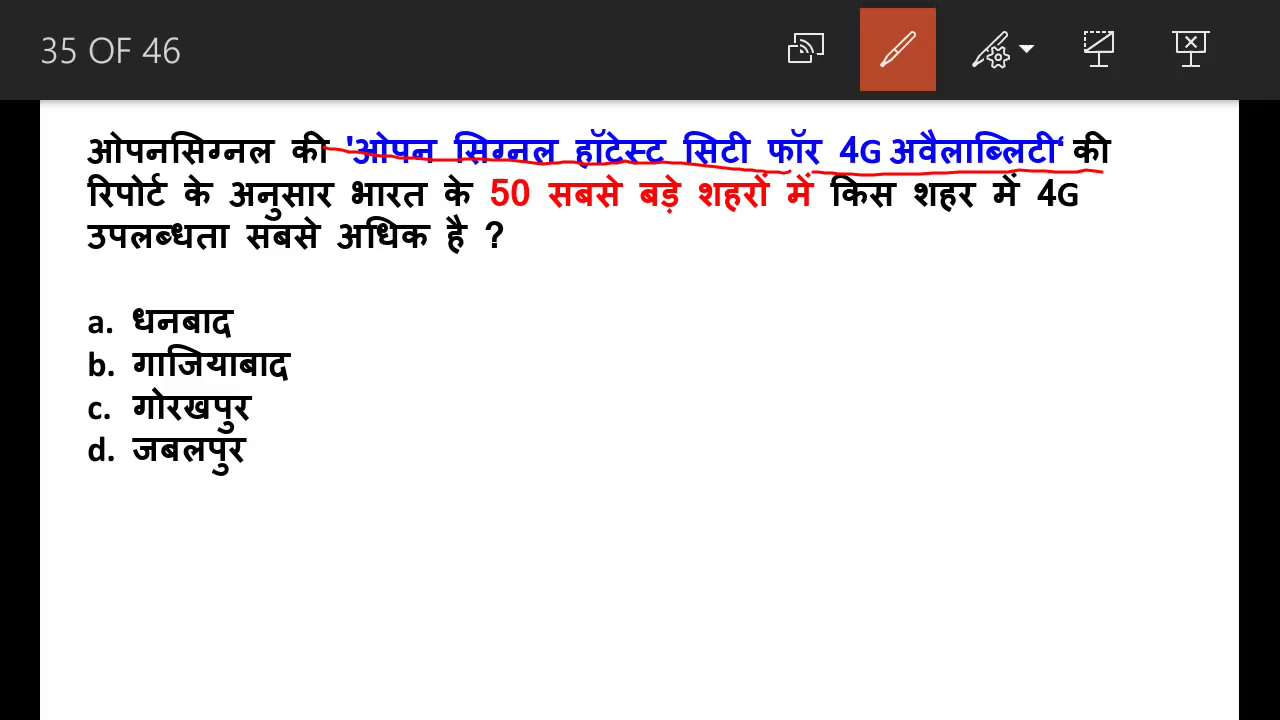 35 OF 46
ओपनसिग्नल की 'ओपन सिग्नल हॉटेस्ट सिटी फॉर 4G अवैलाब्लिटी‘ की
रिपोर्ट के अनुसार भारत के 50 सबसे बड़े शहरों में किस शहर में 4G
उपलब्धता सबसे अधिक है ?
a. धनबाद
b. गाजियाबाद
c. गोरखपुर
d. जबलपुर